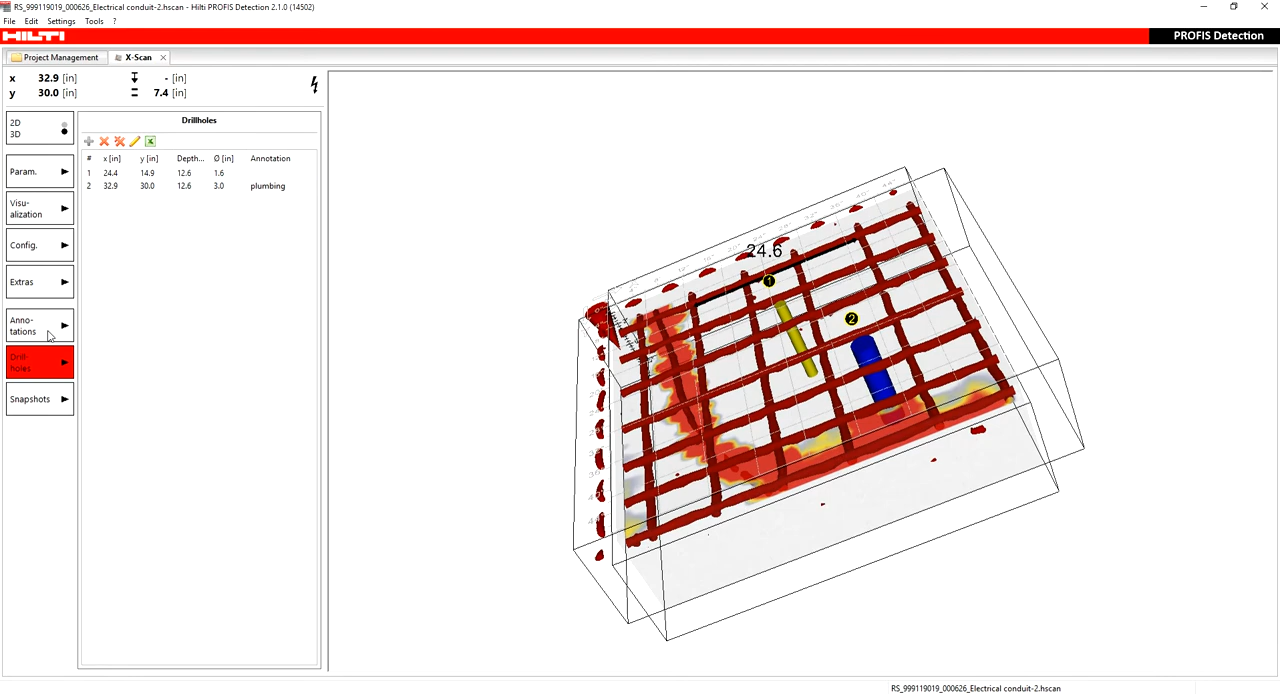 RS_999119019_000626_Electrical conduit-2.hscan - Hilti PROFIS Detection 2.1.0 (14502)
File Edit Settings Tools ?
HILTI PROFIS Detection
Project Management X-Scan
x 32.9 [in] - [in]
y 30.0 [in] 7.4 [in]
2D
3D
Param.
Visu-
alization
Config.
Extras
Anno-
tations
Drill-
holes
Snapshots
Drillholes
# x [in] y [in] Depth... Ø [in] Annotation
1 24.4 14.9 12.6 1.6
2 32.9 30.0 12.6 3.0 plumbing
24.6
1
2
RS_999119019_000626_Electrical conduit-2.hscan